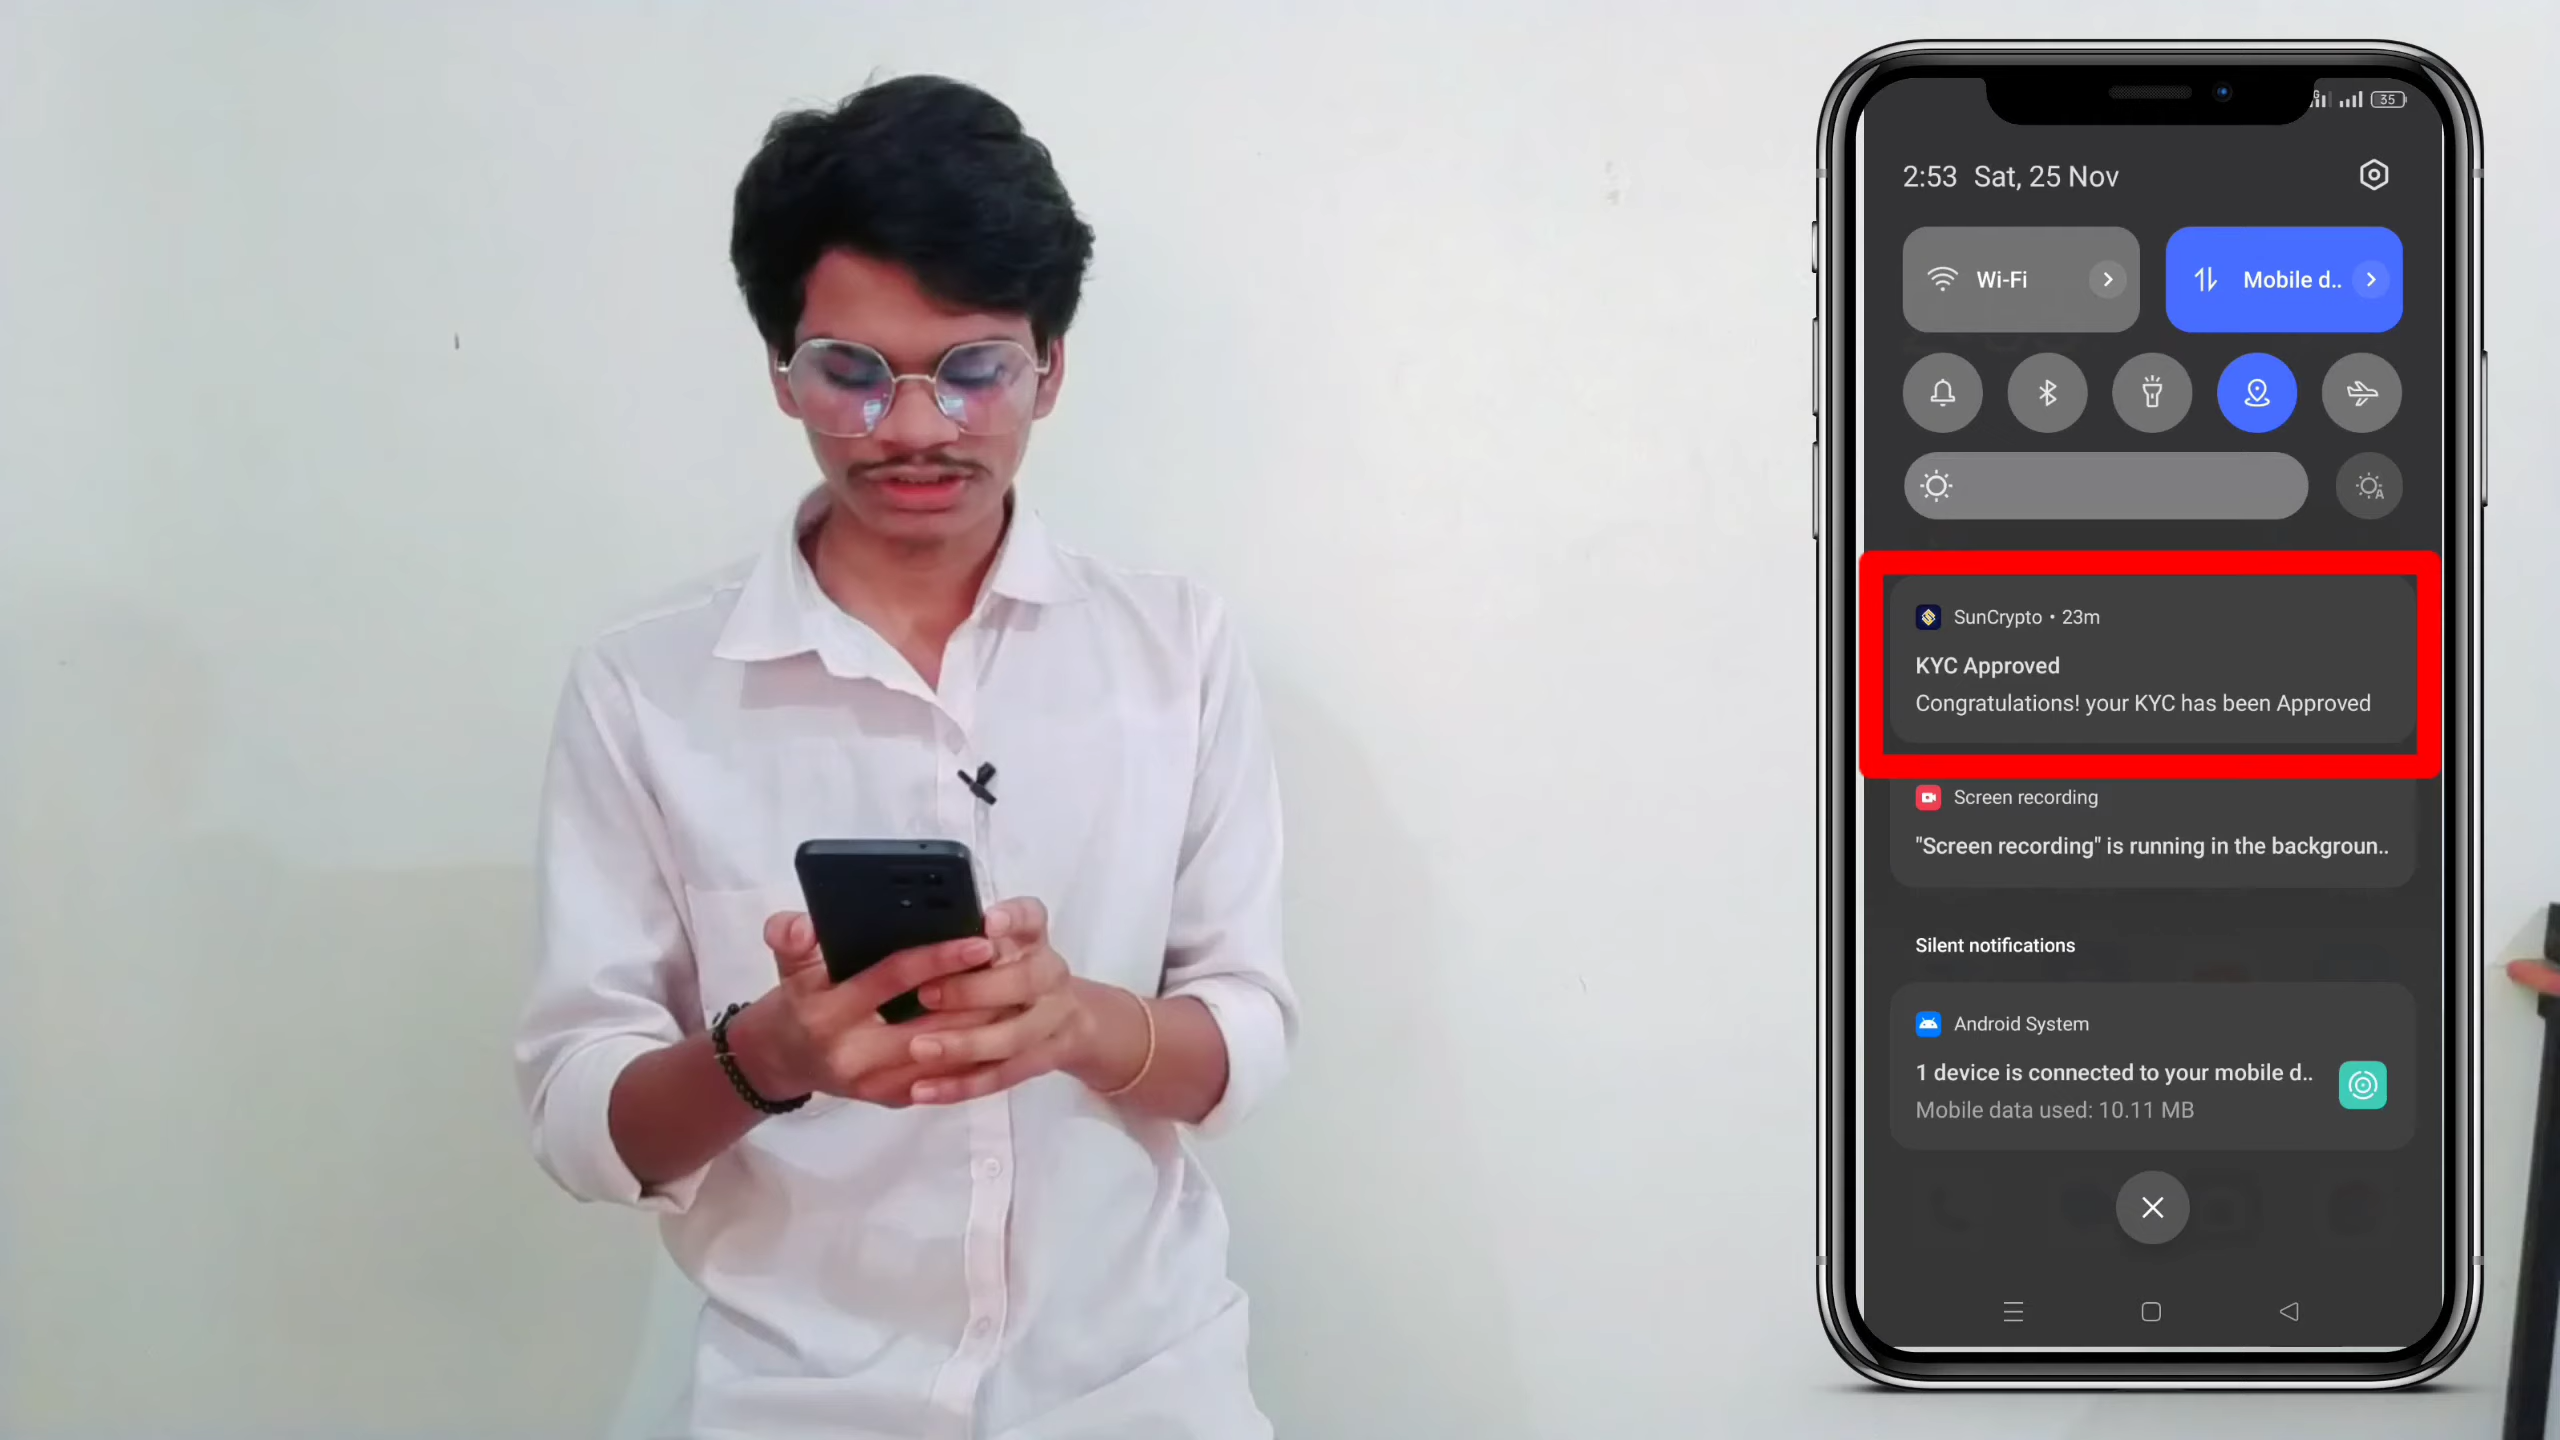 35
2:53 Sat, 25 Nov
Wi-Fi
Mobile d..
SunCrypto • 23m
KYC Approved
Congratulations! your KYC has been Approved
Screen recording
"Screen recording" is running in the backgroun..
Silent notifications
Android System
1 device is connected to your mobile d..
Mobile data used: 10.11 MB